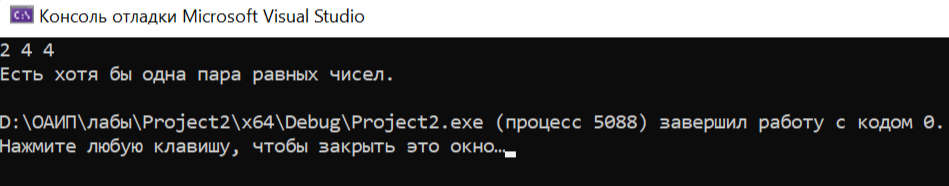 C:\
Консоль отладки Microsoft Visual Studio
2 4 4
Есть хотя бы одна пара равных чисел.
D:\ОАИП\лабы\Project2\x64\Debug\Project2.exe (процесс 5088) завершил работу с кодом 0.
Нажмите любую клавишу, чтобы закрыть это окно…